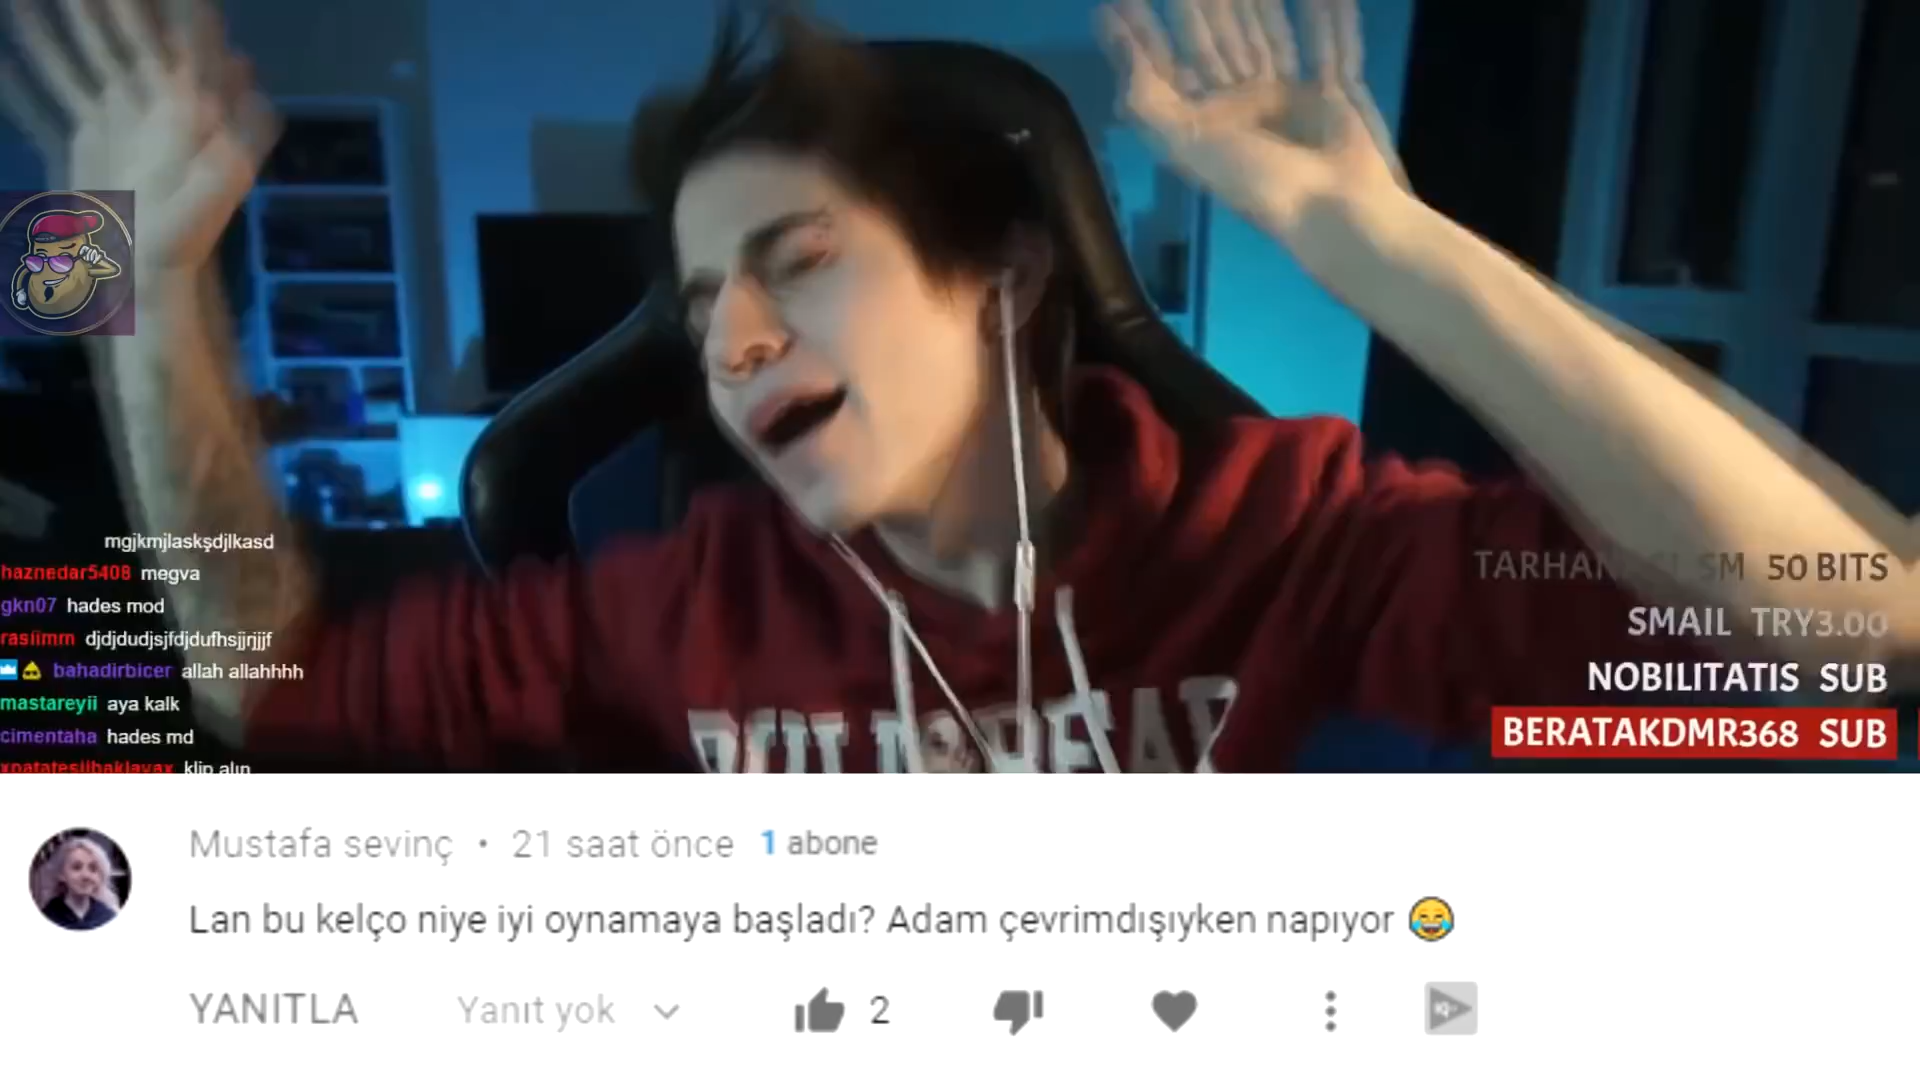 mgjkmjlaskşdjlkasd
haznedar5408 megva
gkn07 hades mod
rasiimm djdjdudjsjfdjdufhsjjrjjjf
bahadirbicer allah allahhhh
mastareyii aya kalk
cimentaha hades md
klip alın
50 BITS
SMAIL TRY3.00
NOBILITATIS SUB
BERATAKDMR368 SUB
Mustafa sevinç • 21 saat önce 1 abone
Lan bu kelço niye iyi oynamaya başladı? Adam çevrimdışıyken napıyor 😂
YANITLA Yanıt yok 2